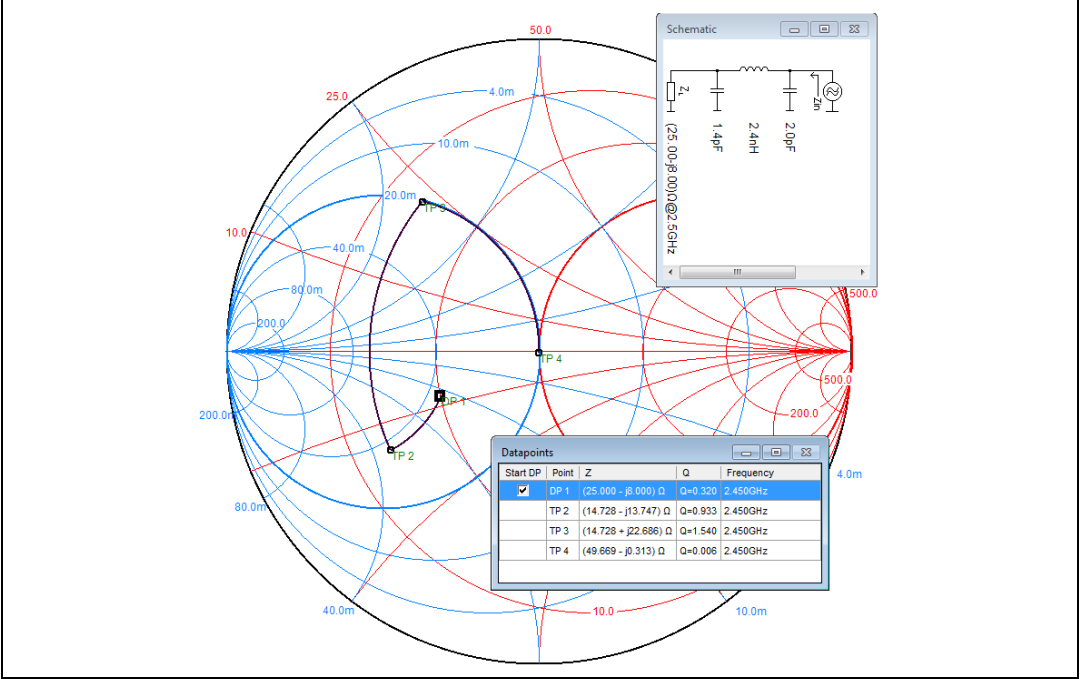 50.0
25.0
4.0m
10.0m
20.0m
TP 3
10.0
40.0m
80.0m
200.0
TP 4
DP 1
TP 2
200.0m
80.0m
40.0m
500.0
500.0
200.0
4.0m
10.0
10.0m
Schematic
ZL
Zin
(25.00-j8.00)Ω@2.5GHz
1.4pF
2.4nH
2.0pF
Datapoints
Start DP Point Z Q Frequency
DP 1 (25.000 - j8.000) Ω Q=0.320 2.450GHz
TP 2 (14.728 - j13.747) Ω Q=0.933 2.450GHz
TP 3 (14.728 + j22.686) Ω Q=1.540 2.450GHz
TP 4 (49.669 - j0.313) Ω Q=0.006 2.450GHz